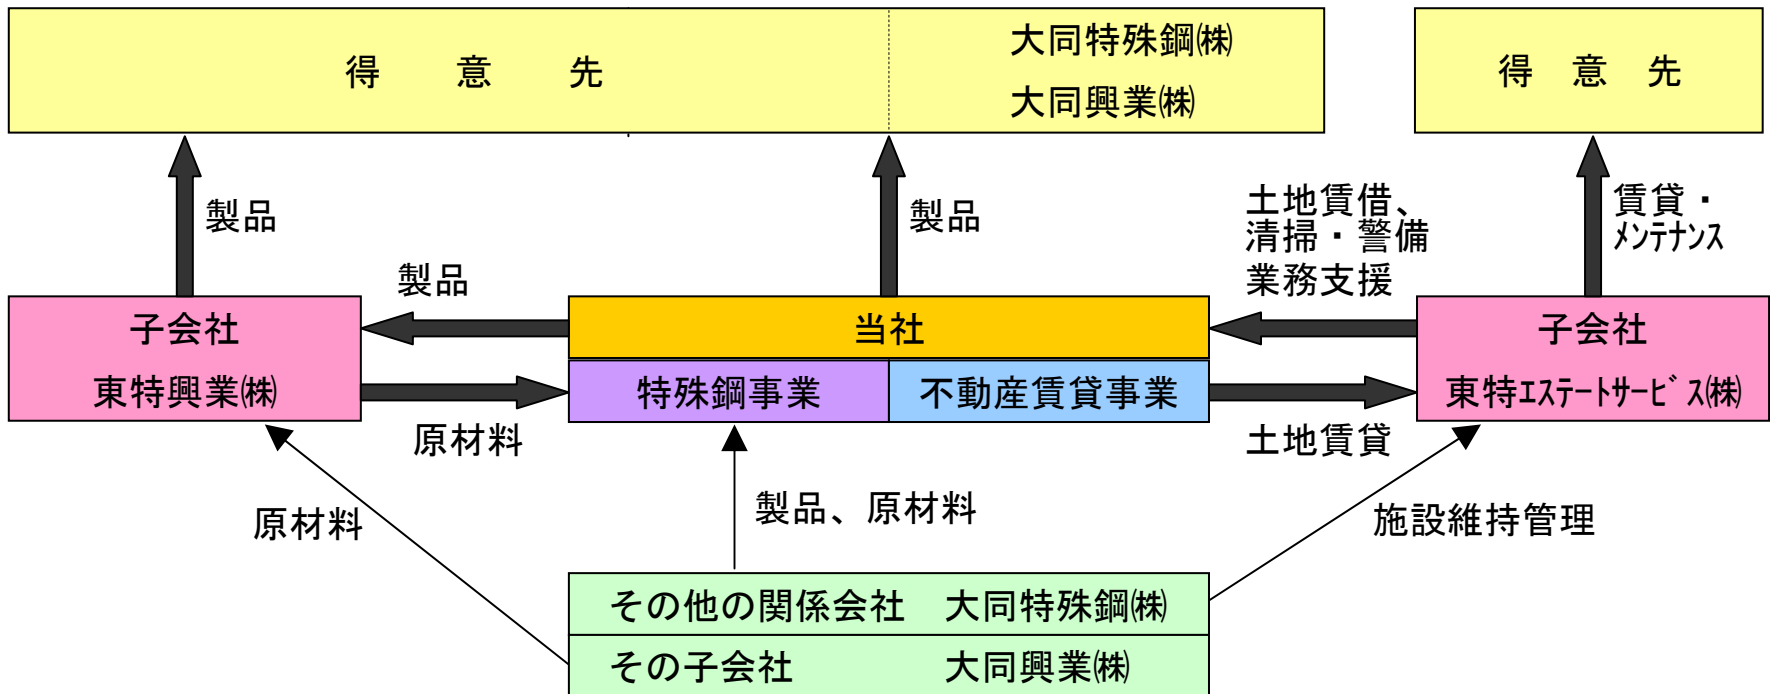 得　意　先
大同特殊鋼㈱
大同興業㈱
得　意　先
製品
製品
土地賃借、
清掃・警備
業務支援
賃貸・
ﾒﾝﾃﾅﾝｽ
製品
子会社
東特興業㈱
当社
特殊鋼事業
不動産賃貸事業
子会社
東特ｴｽﾃｰﾄｻｰﾋﾞｽ㈱
原材料
土地賃貸
原材料
製品、原材料
施設維持管理
その他の関係会社　大同特殊鋼㈱
その子会社　大同興業㈱